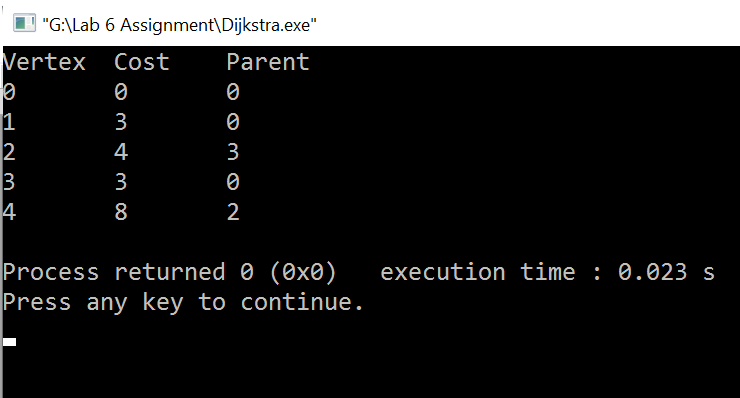 "G:\Lab 6 Assignment\Dijkstra.exe"
Vertex  Cost    Parent
0       0       0
1       3       0
2       4       3
3       3       0
4       8       2
Process returned 0 (0x0)   execution time : 0.023 s
Press any key to continue.